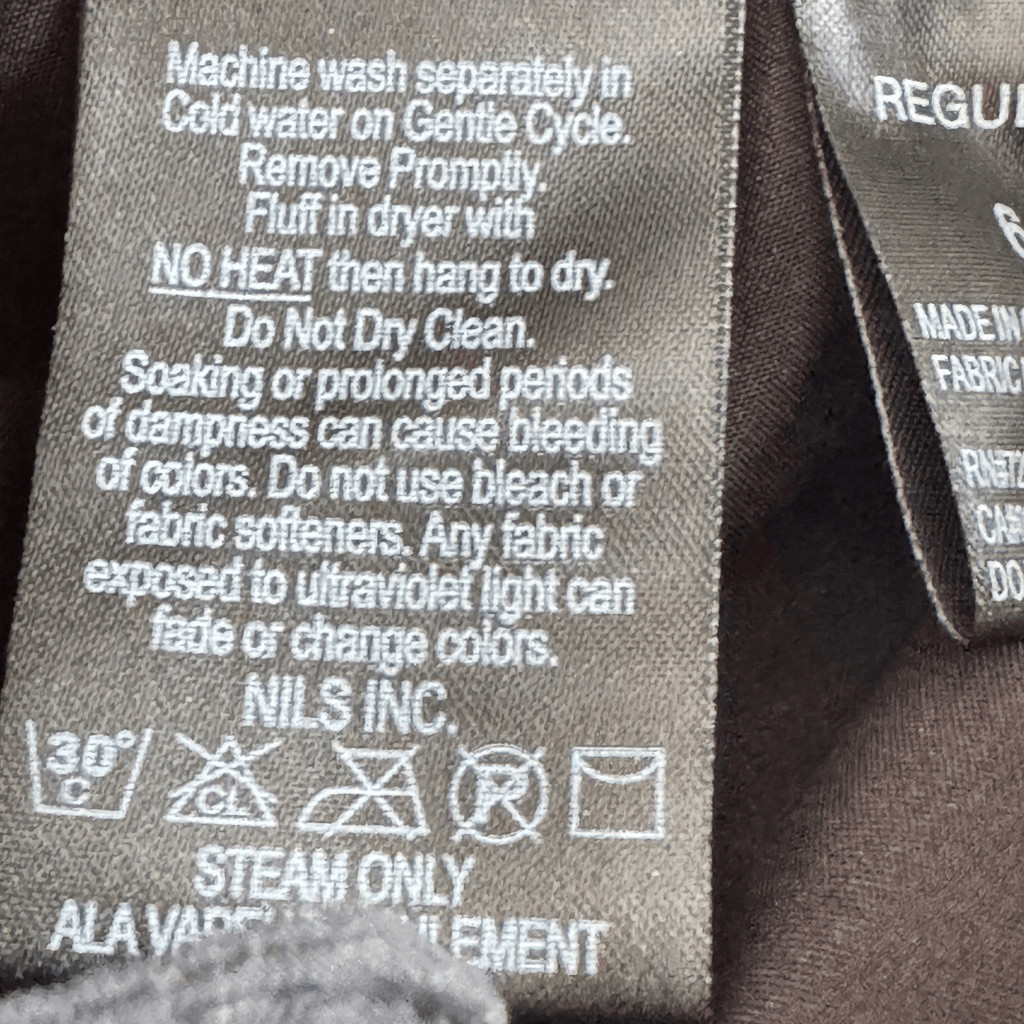 Machine wash separately in
Cold water on Gentle Cycle.
Remove Promptly.
Fluff in dryer with
NO HEAT then hang to dry.
Do Not Dry Clean.
Soaking or prolonged periods
of dampness can cause bleeding
of colors. Do not use bleach or
fabric softeners. Any fabric
exposed to ultraviolet light can
fade or change colors.
NILS INC.
30° C CL P
STEAM ONLY
ALA
REGU
6
MADE IN
FABRIC
DO